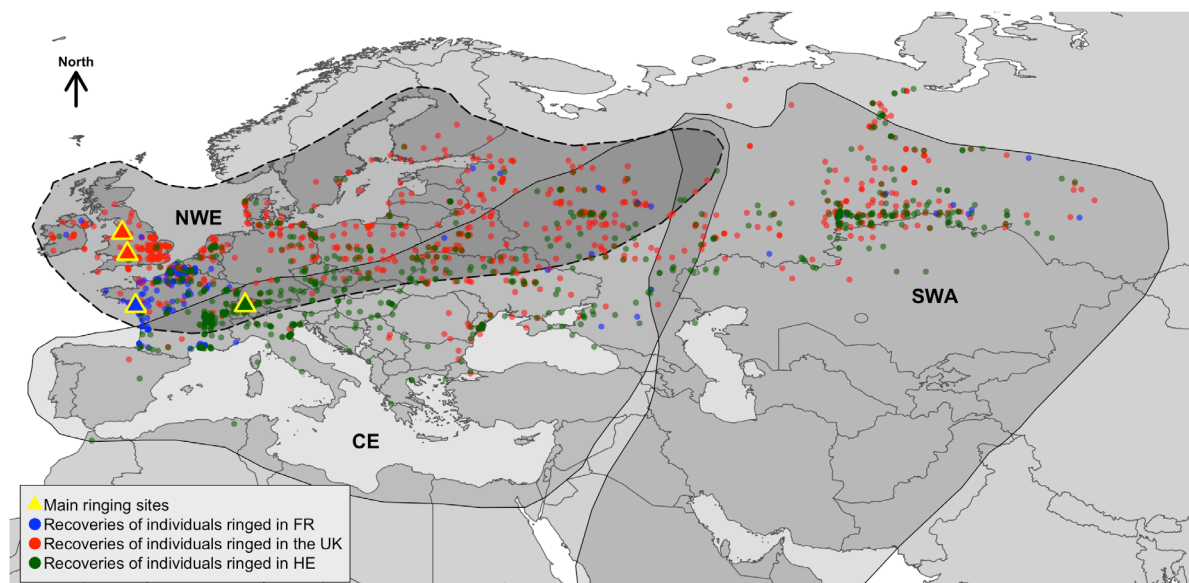 North
NWE
SWA
CE
Main ringing sites
Recoveries of individuals ringed in FR
Recoveries of individuals ringed in the UK
Recoveries of individuals ringed in HE